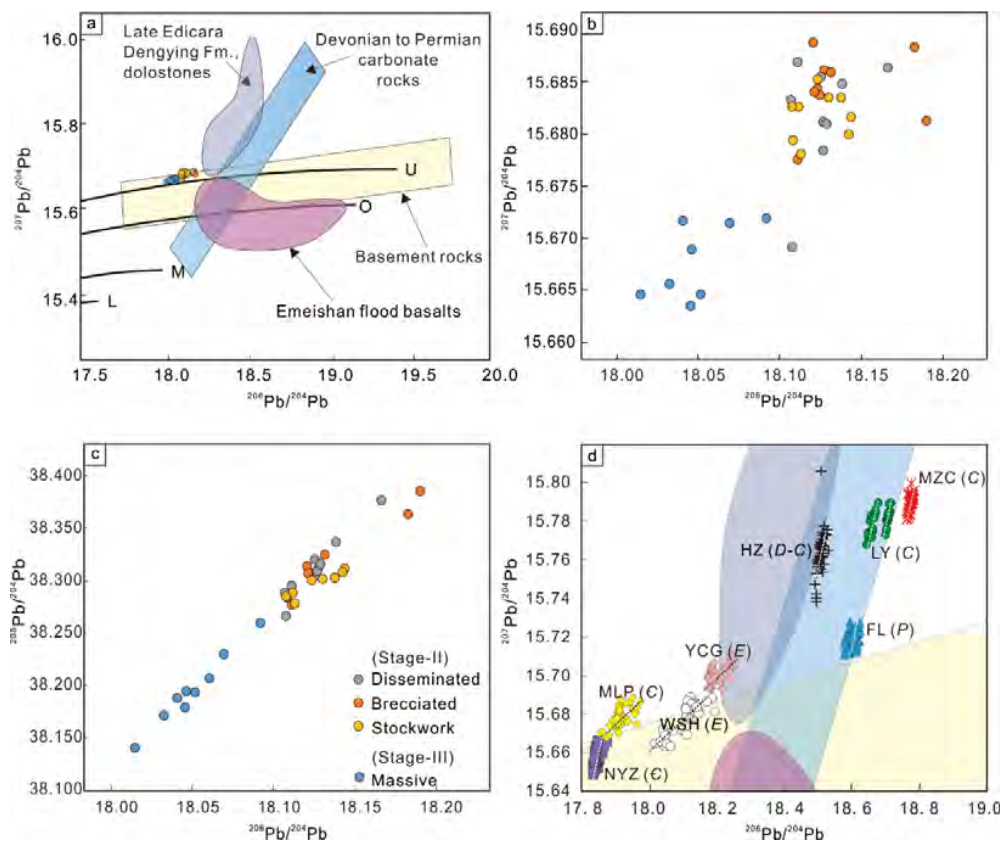 a
Late Edicara
Dengying Fm.,
dolostones
Devonian to Permian
carbonate
rocks
U
O
M
L
Basement rocks
Emeishan flood basalts
16.0
15.8
15.6
15.4
²⁰⁷Pb/²⁰⁴Pb
17.5
18.0
18.5
19.0
19.5
20.0
²⁰⁶Pb/²⁰⁴Pb
b
15.690
15.685
15.680
15.675
15.670
15.665
15.660
²⁰⁷Pb/²⁰⁴Pb
18.00
18.05
18.10
18.15
18.20
²⁰⁶Pb/²⁰⁴Pb
c
38.400
38.350
38.300
38.250
38.200
38.150
38.100
²⁰⁸Pb/²⁰⁴Pb
(Stage-II)
Disseminated
Brecciated
Stockwork
(Stage-III)
Massive
18.00
18.05
18.10
18.15
18.20
²⁰⁶Pb/²⁰⁴Pb
d
MZC (C)
LY (C)
HZ (D-C)
FL (P)
YCG (E)
MLP (C)
WSH (E)
NYZ (Є)
15.80
15.78
15.76
15.74
15.72
15.70
15.68
15.66
15.64
²⁰⁷Pb/²⁰⁴Pb
17.8
18.0
18.2
18.4
18.6
18.8
19.0
²⁰⁶Pb/²⁰⁴Pb